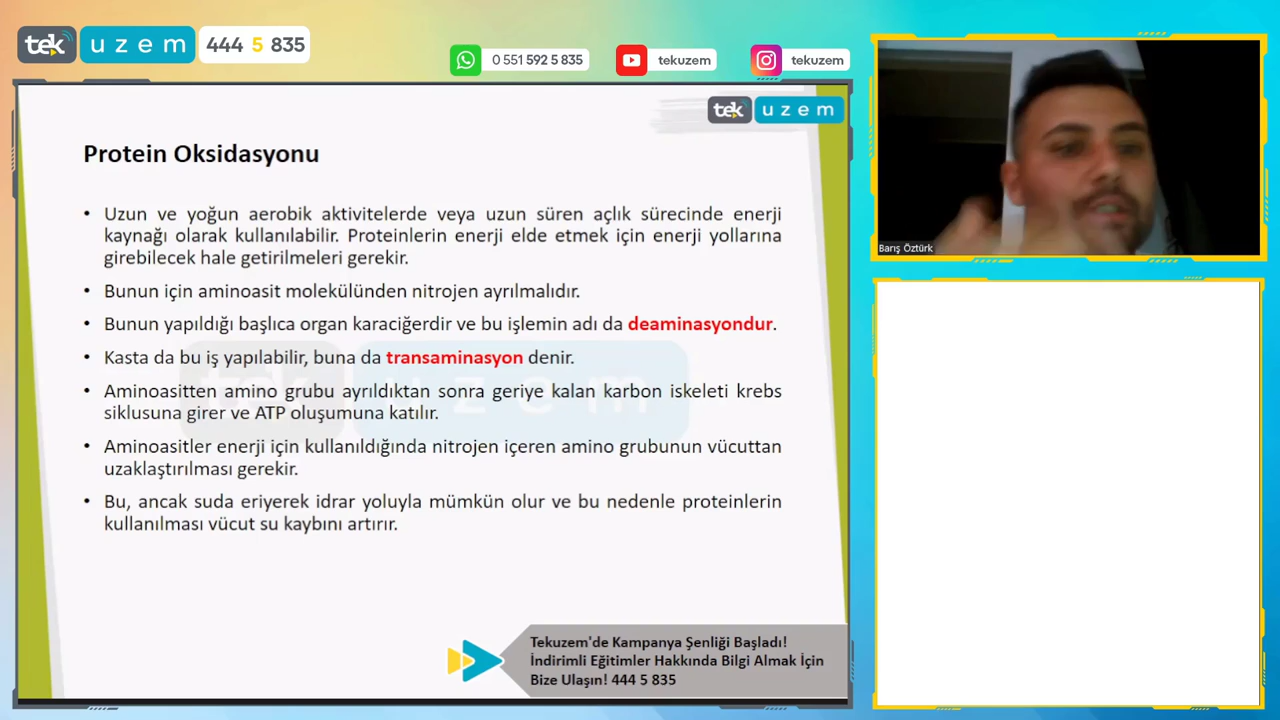 tek uzem 444 5 835
0 551 592 5 835
tekuzem
tekuzem
tek uzem
Protein Oksidasyonu
• Uzun ve yoğun aerobik aktivitelerde veya uzun süren açlık sürecinde enerji
kaynağı olarak kullanılabilir. Proteinlerin enerji elde etmek için enerji yollarına
girebilecek hale getirilmeleri gerekir.
• Bunun için aminoasit molekülünden nitrojen ayrılmalıdır.
• Bunun yapıldığı başlıca organ karaciğerdir ve bu işlemin adı da deaminasyondur.
• Kasta da bu iş yapılabilir, buna da transaminasyon denir.
• Aminoasitten amino grubu ayrıldıktan sonra geriye kalan karbon iskeleti krebs
siklusuna girer ve ATP oluşumuna katılır.
• Aminoasitler enerji için kullanıldığında nitrojen içeren amino grubunun vücuttan
uzaklaştırılması gerekir.
• Bu, ancak suda eriyerek idrar yoluyla mümkün olur ve bu nedenle proteinlerin
kullanılması vücut su kaybını artırır.
tek uzem
Tekuzem'de Kampanya Şenliği Başladı!
İndirimli Eğitimler Hakkında Bilgi Almak İçin
Bize Ulaşın! 444 5 835
Barış Öztürk